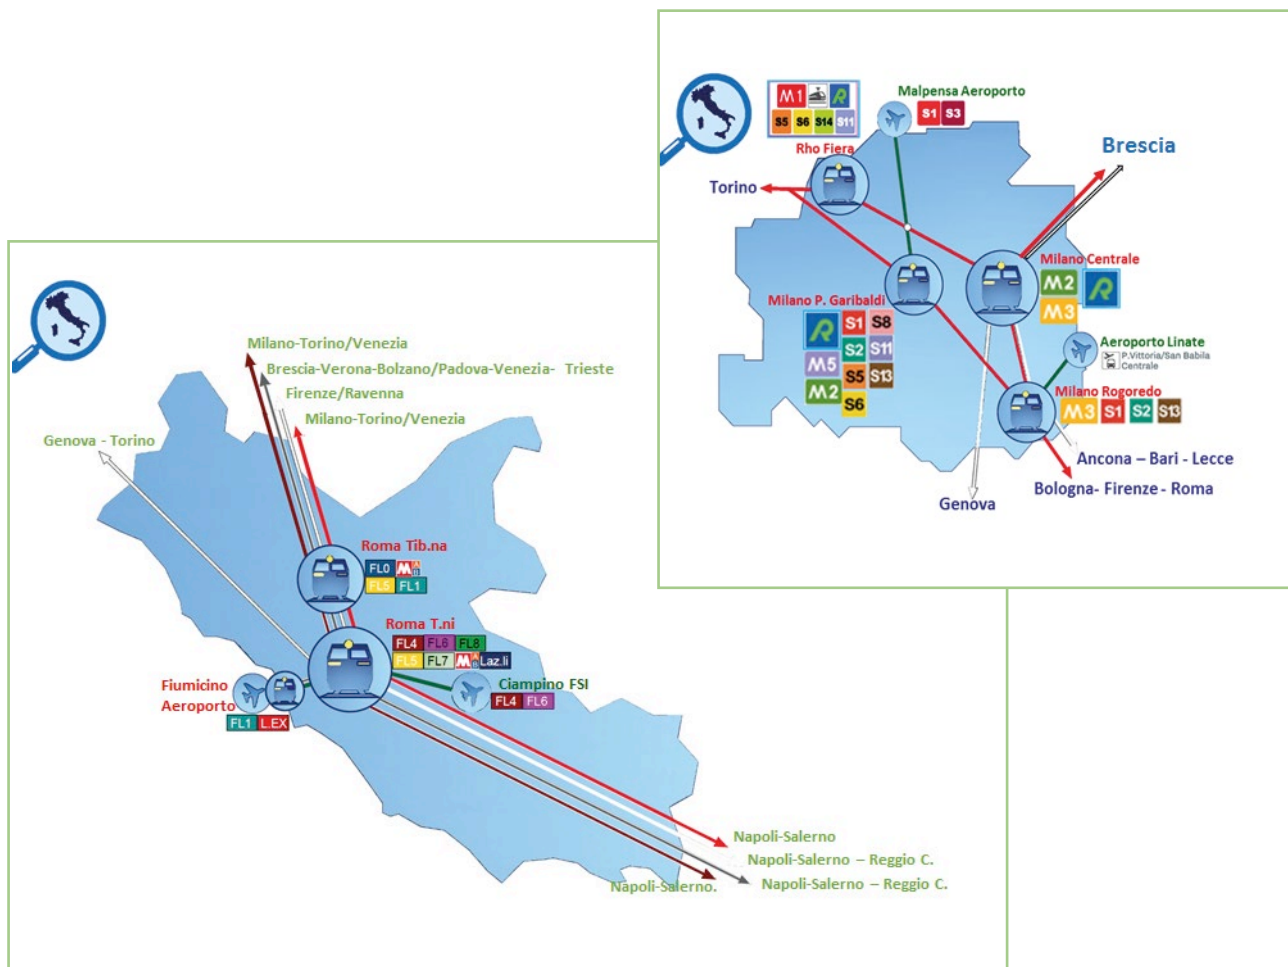 M1 R
S5 S6 S14 S11
Malpensa Aeroporto
S1 S3
Rho Fiera
Brescia
Torino
Milano Centrale
M2 R
M3
Milano P. Garibaldi
R S1 S8
S2 S11
M5 S5 S13
M2 S6
Aeroporto Linate
P.Vittoria/San Babila
Centrale
Milano Rogoredo
M3 S1 S2 S13
Ancona – Bari - Lecce
Bologna- Firenze - Roma
Genova
Milano-Torino/Venezia
Brescia-Verona-Bolzano/Padova-Venezia- Trieste
Firenze/Ravenna
Milano-Torino/Venezia
Genova - Torino
Roma Tib.na
FL0 M A B
FL5 FL1
Roma T.ni
FL4 FL6 FL8
FL5 FL7 M A B Laz.li
Fiumicino
Aeroporto
FL1 L.EX
Ciampino FSI
FL4 FL6
Napoli-Salerno
Napoli-Salerno – Reggio C.
Napoli-Salerno – Reggio C.
Napoli-Salerno.